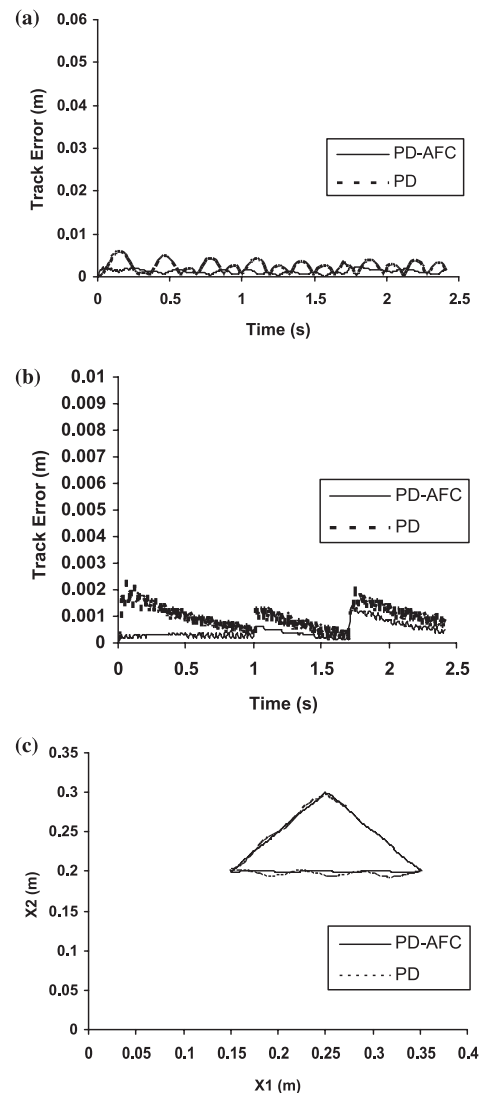 (a)
0.06
0.05
0.04
0.03
0.02
0.01
0
Track Error (m)
PD-AFC
PD
0 0.5 1 1.5 2 2.5
Time (s)
(b)
0.01
0.009
0.008
0.007
0.006
0.005
0.004
0.003
0.002
0.001
0
Track Error (m)
PD-AFC
PD
0 0.5 1 1.5 2 2.5
Time (s)
(c)
0.35
0.3
0.25
0.2
0.15
0.1
0.05
0
X2 (m)
PD-AFC
PD
0 0.05 0.1 0.15 0.20 0.25 0.30 0.35 0.4
X1 (m)